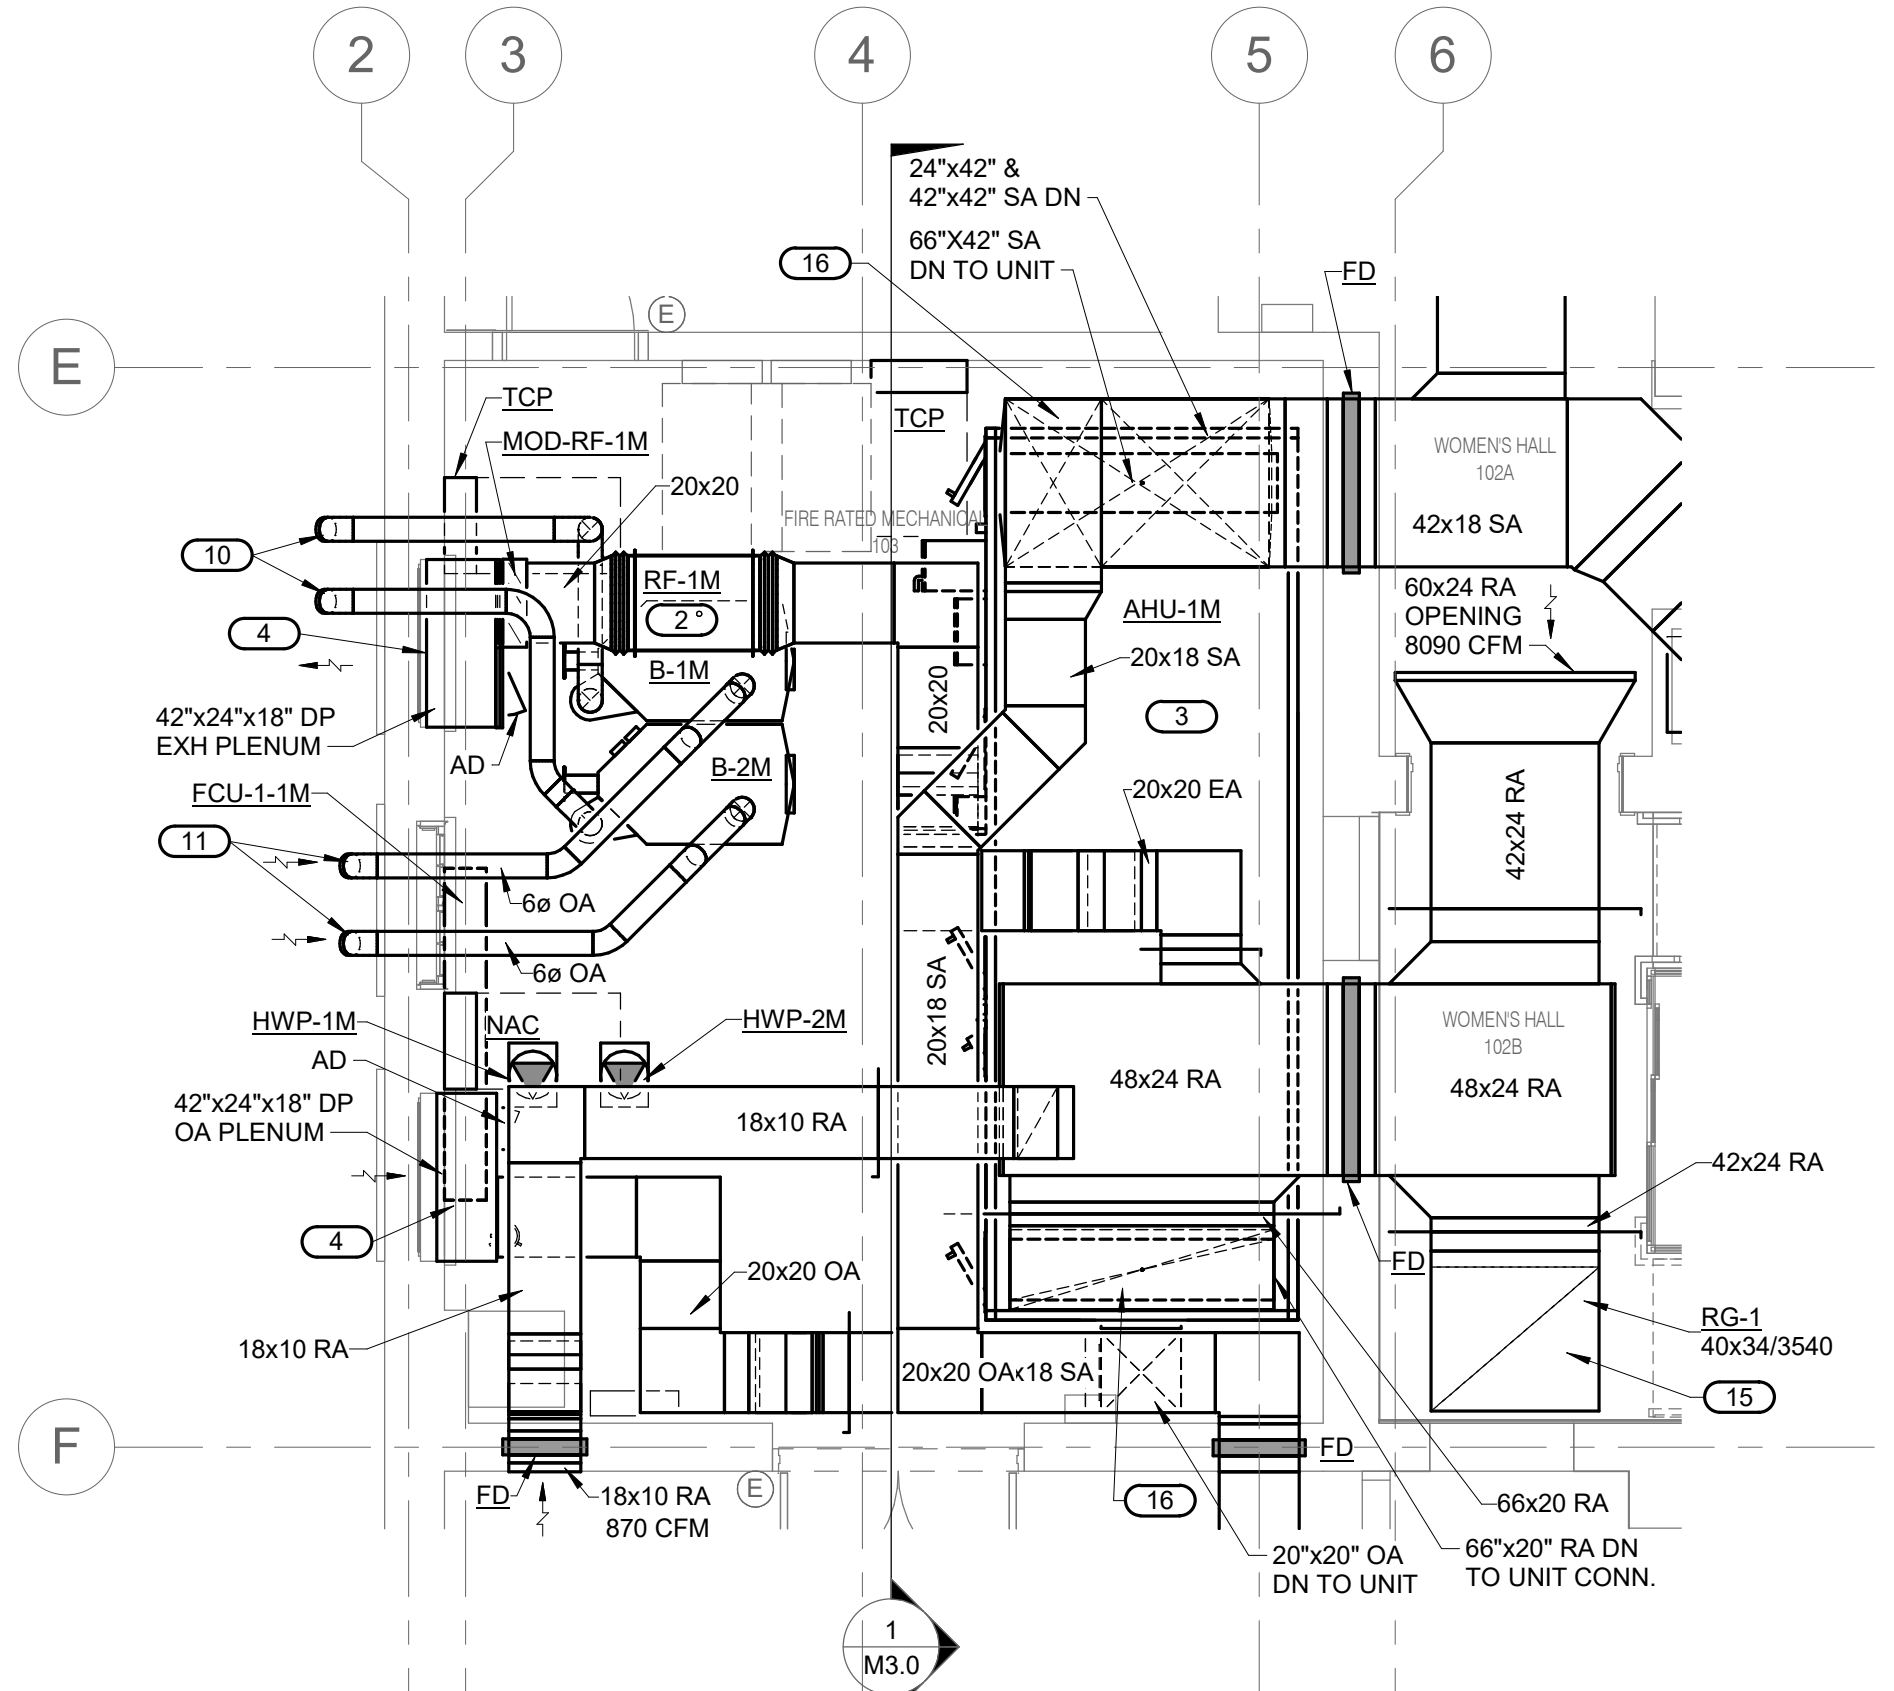 2
3
4
5
6
24"x42" &
42"x42" SA DN
66"X42" SA
DN TO UNIT
16
FD
E
E
TCP
TCP
MOD-RF-1M
20x20
WOMEN'S HALL
102A
42x18 SA
FIRE RATED MECHANICAL
103
10
RF-1M
2°
AHU-1M
60x24 RA
OPENING
8090 CFM
4
B-1M
20x18 SA
20x20
3
42"x24"x18" DP
EXH PLENUM
AD
B-2M
FCU-1-1M
20x20 EA
42x24 RA
11
6ø OA
6ø OA
20x18 SA
HWP-1M
NAC
HWP-2M
AD
WOMEN'S HALL
102B
48x24 RA
48x24 RA
42"x24"x18" DP
OA PLENUM
18x10 RA
42x24 RA
4
20x20 OA
FD
18x10 RA
RG-1
40x34/3540
20x20 OA
x18 SA
15
F
FD
FD
E
18x10 RA
870 CFM
16
66x20 RA
20"x20" OA
DN TO UNIT
66"x20" RA DN
TO UNIT CONN.
1
M3.0